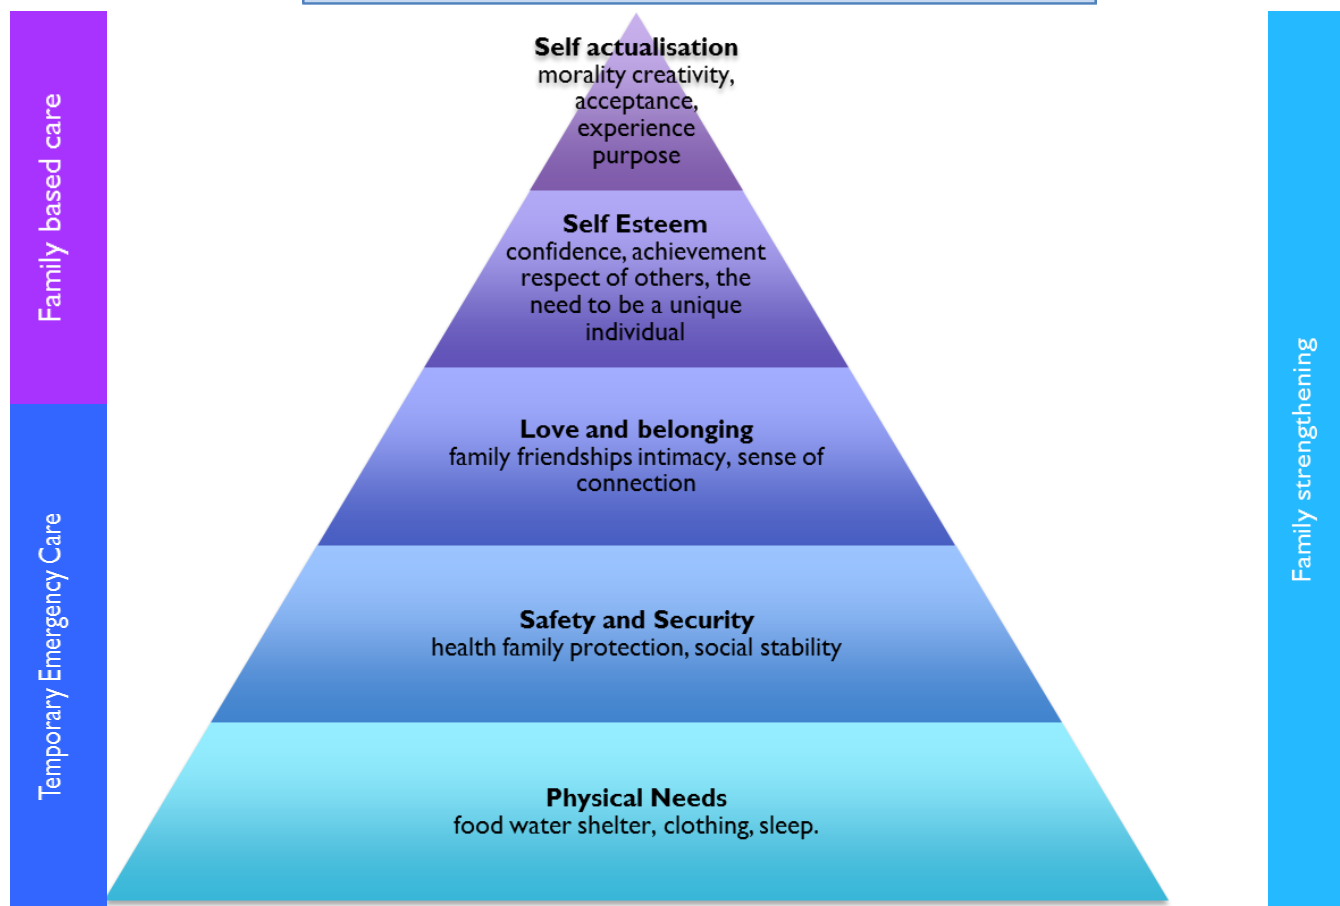 Family based care
Temporary Emergency Care
Self actualisation
morality creativity,
acceptance,
experience
purpose
Self Esteem
confidence, achievement
respect of others, the
need to be a unique
individual
Love and belonging
family friendships intimacy, sense of
connection
Safety and Security
health family protection, social stability
Physical Needs
food water shelter, clothing, sleep.
Family strengthening